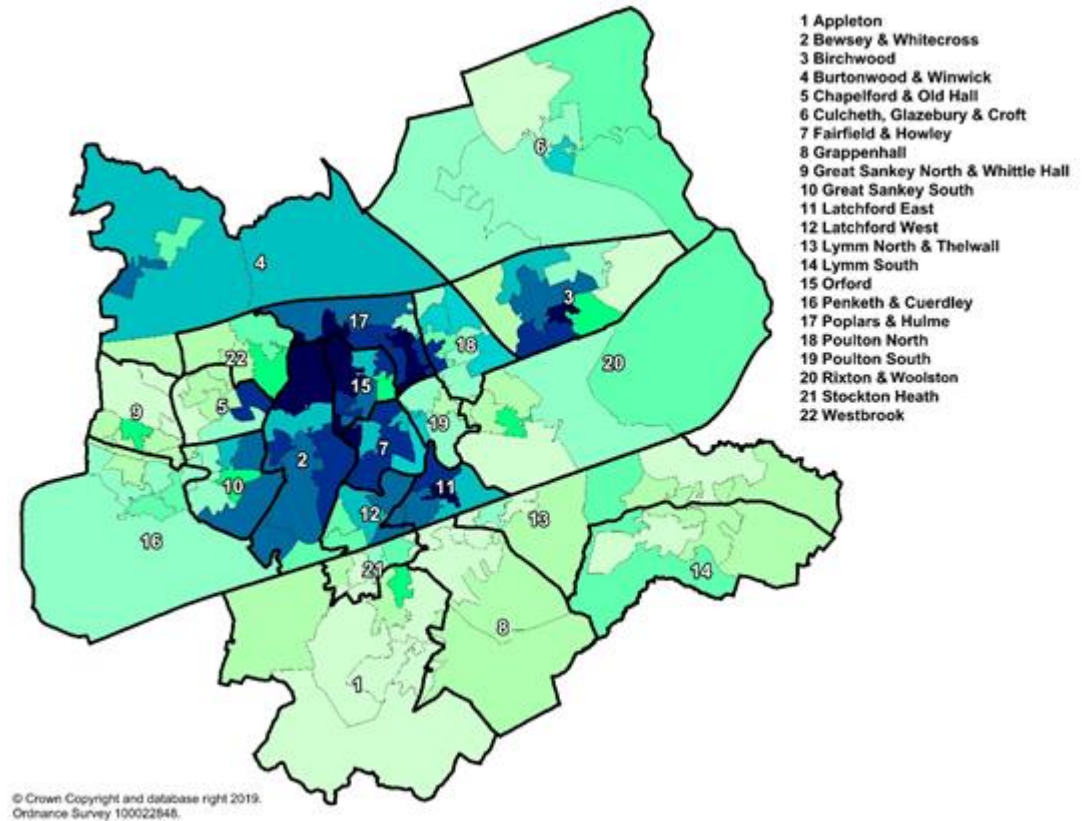 1 Appleton
2 Bewsey & Whitecross
3 Birchwood
4 Burtonwood & Winwick
5 Chapelford & Old Hall
6 Culcheth, Glazebury & Croft
7 Fairfield & Howley
8 Grappenhall
9 Great Sankey North & Whittle Hall
10 Great Sankey South
11 Latchford East
12 Latchford West
13 Lymm North & Thelwall
14 Lymm South
15 Orford
16 Penketh & Cuerdley
17 Poplars & Hulme
18 Poulton North
19 Poulton South
20 Rixton & Woolston
21 Stockton Heath
22 Westbrook
6
4
3
17
18
22
20
15
5
9
19
7
2
10
11
12
13
16
21
14
8
1
© Crown Copyright and database right 2019.
Ordnance Survey 100022848.